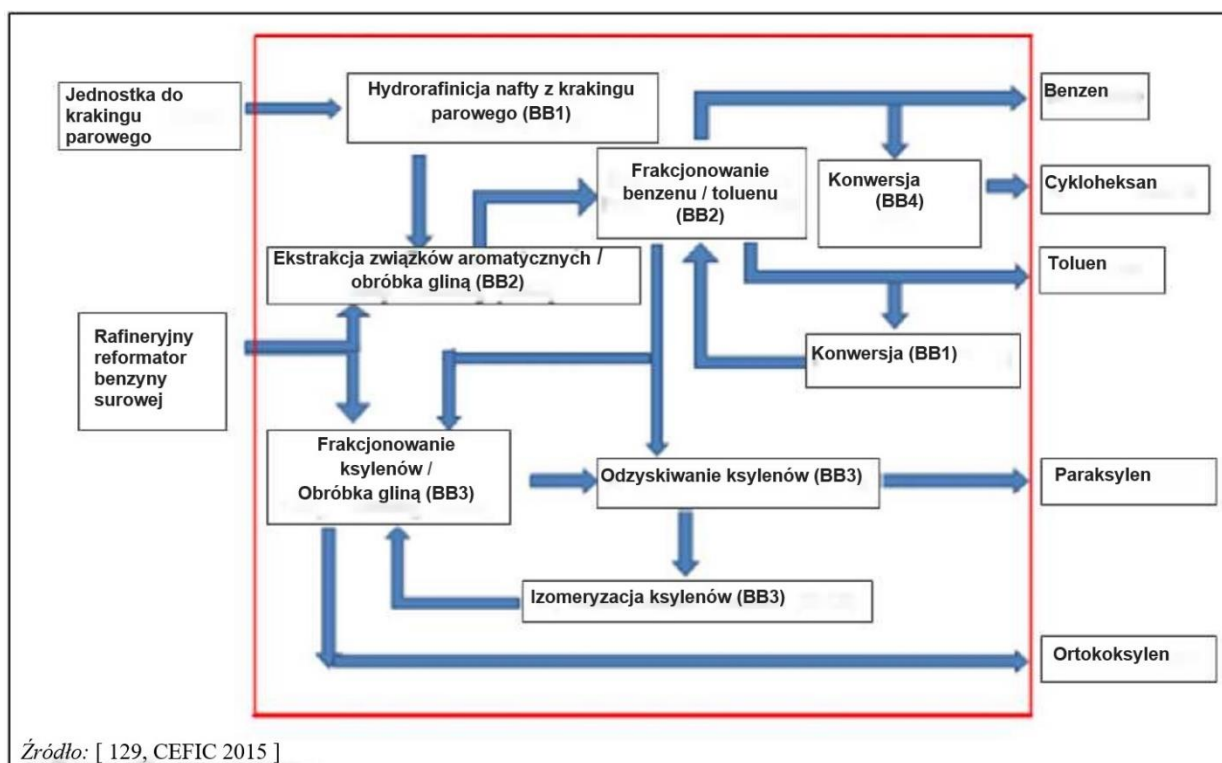 Jednostka do
krakingu
parowego
Hydrorafinicja nafty z krakingu
parowego (BB1)
Benzen
Frakcjonowanie
benzenu / toluenu
(BB2)
Konwersja
(BB4)
Cykloheksan
Ekstrakcja związków aromatycznych /
obróbka gliną (BB2)
Toluen
Rafineryjny
reformator
benzyny
surowej
Konwersja (BB1)
Frakcjonowanie
ksylenów /
Obróbka gliną (BB3)
Odzyskiwanie ksylenów (BB3)
Paraksylen
Izomeryzacja ksylenów (BB3)
Ortokoksylen
Źródło: [ 129, CEFIC 2015 ]